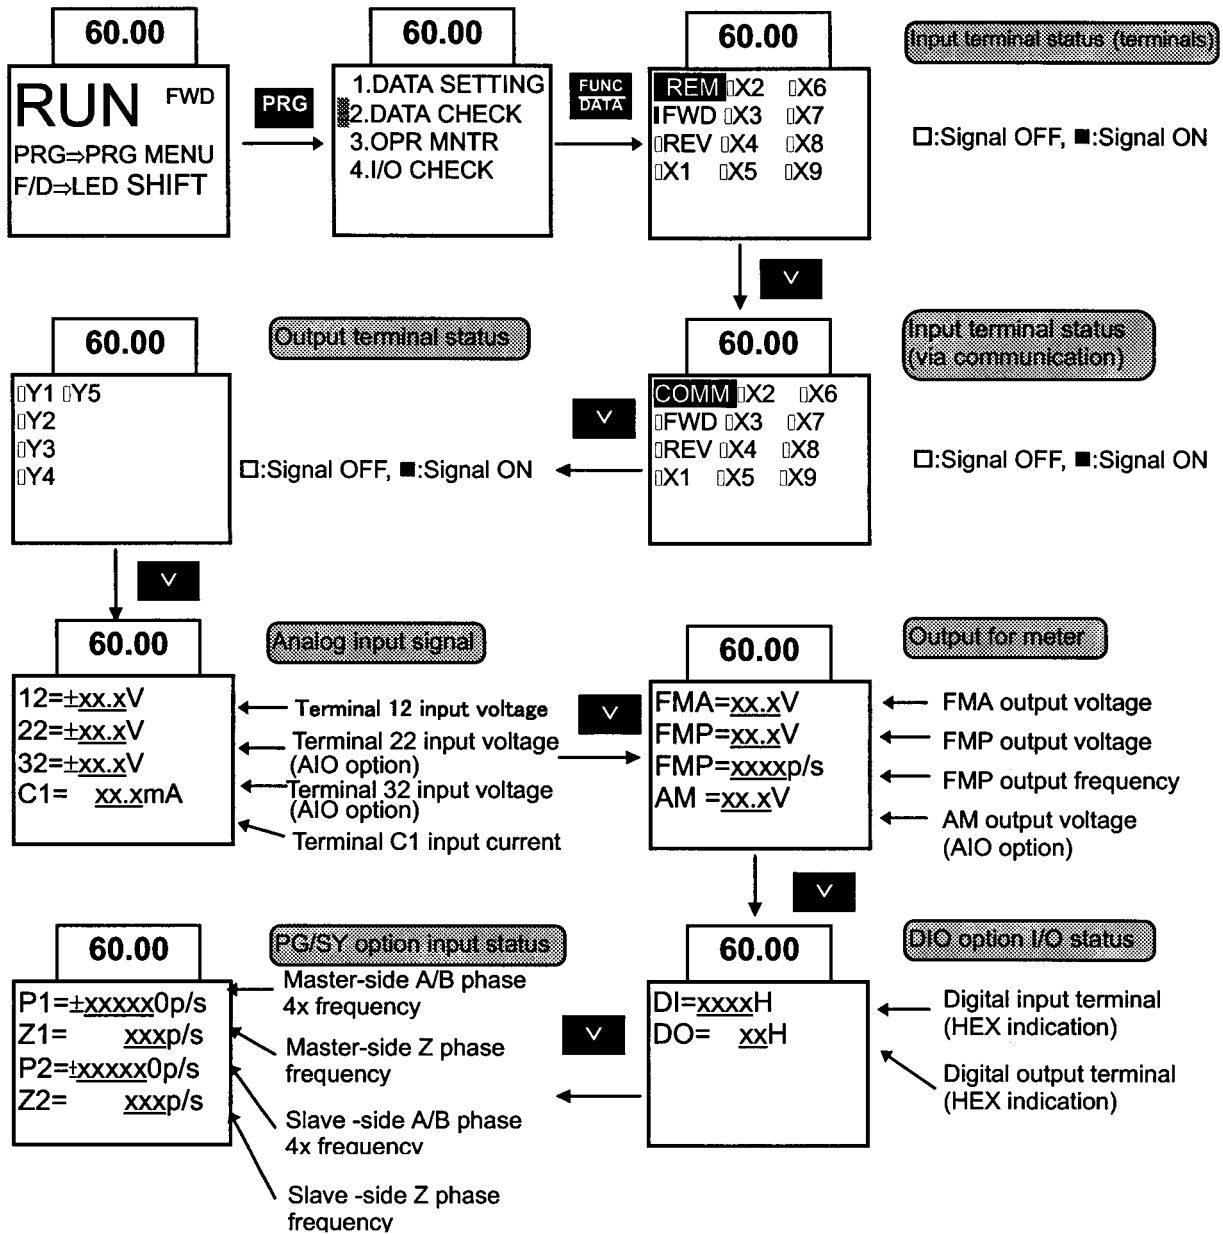 60.00
RUN FWD
PRG⇒PRG MENU
F/D⇒LED SHIFT
PRG
60.00
1.DATA SETTING
2.DATA CHECK
3.OPR MNTR
4.I/O CHECK
FUNC
DATA
60.00
REM ▯X2 ▯X6
▮FWD ▯X3 ▯X7
▯REV ▯X4 ▯X8
▯X1 ▯X5 ▯X9
Input terminal status (terminals)
□:Signal OFF, ■:Signal ON
V
60.00
COMM ▯X2 ▯X6
▯FWD ▯X3 ▯X7
▯REV ▯X4 ▯X8
▯X1 ▯X5 ▯X9
Input terminal status
(via communication)
□:Signal OFF, ■:Signal ON
V
60.00
▯Y1 ▯Y5
▯Y2
▯Y3
▯Y4
Output terminal status
□:Signal OFF, ■:Signal ON
V
60.00
12=±xx.xV
22=±xx.xV
32=±xx.xV
C1= xx.xmA
Analog input signal
Terminal 12 input voltage
Terminal 22 input voltage
(AIO option)
Terminal 32 input voltage
(AIO option)
Terminal C1 input current
V
60.00
FMA=xx.xV
FMP=xx.xV
FMP=xxxxp/s
AM =xx.xV
Output for meter
FMA output voltage
FMP output voltage
FMP output frequency
AM output voltage
(AIO option)
V
60.00
DI=xxxxH
DO= xxH
DIO option I/O status
Digital input terminal
(HEX indication)
Digital output terminal
(HEX indication)
V
60.00
P1=±xxxxx0p/s
Z1= xxxp/s
P2=±xxxxx0p/s
Z2= xxxp/s
PG/SY option input status
Master-side A/B phase
4x frequency
Master-side Z phase
frequency
Slave -side A/B phase
4x frequency
Slave -side Z phase
frequency